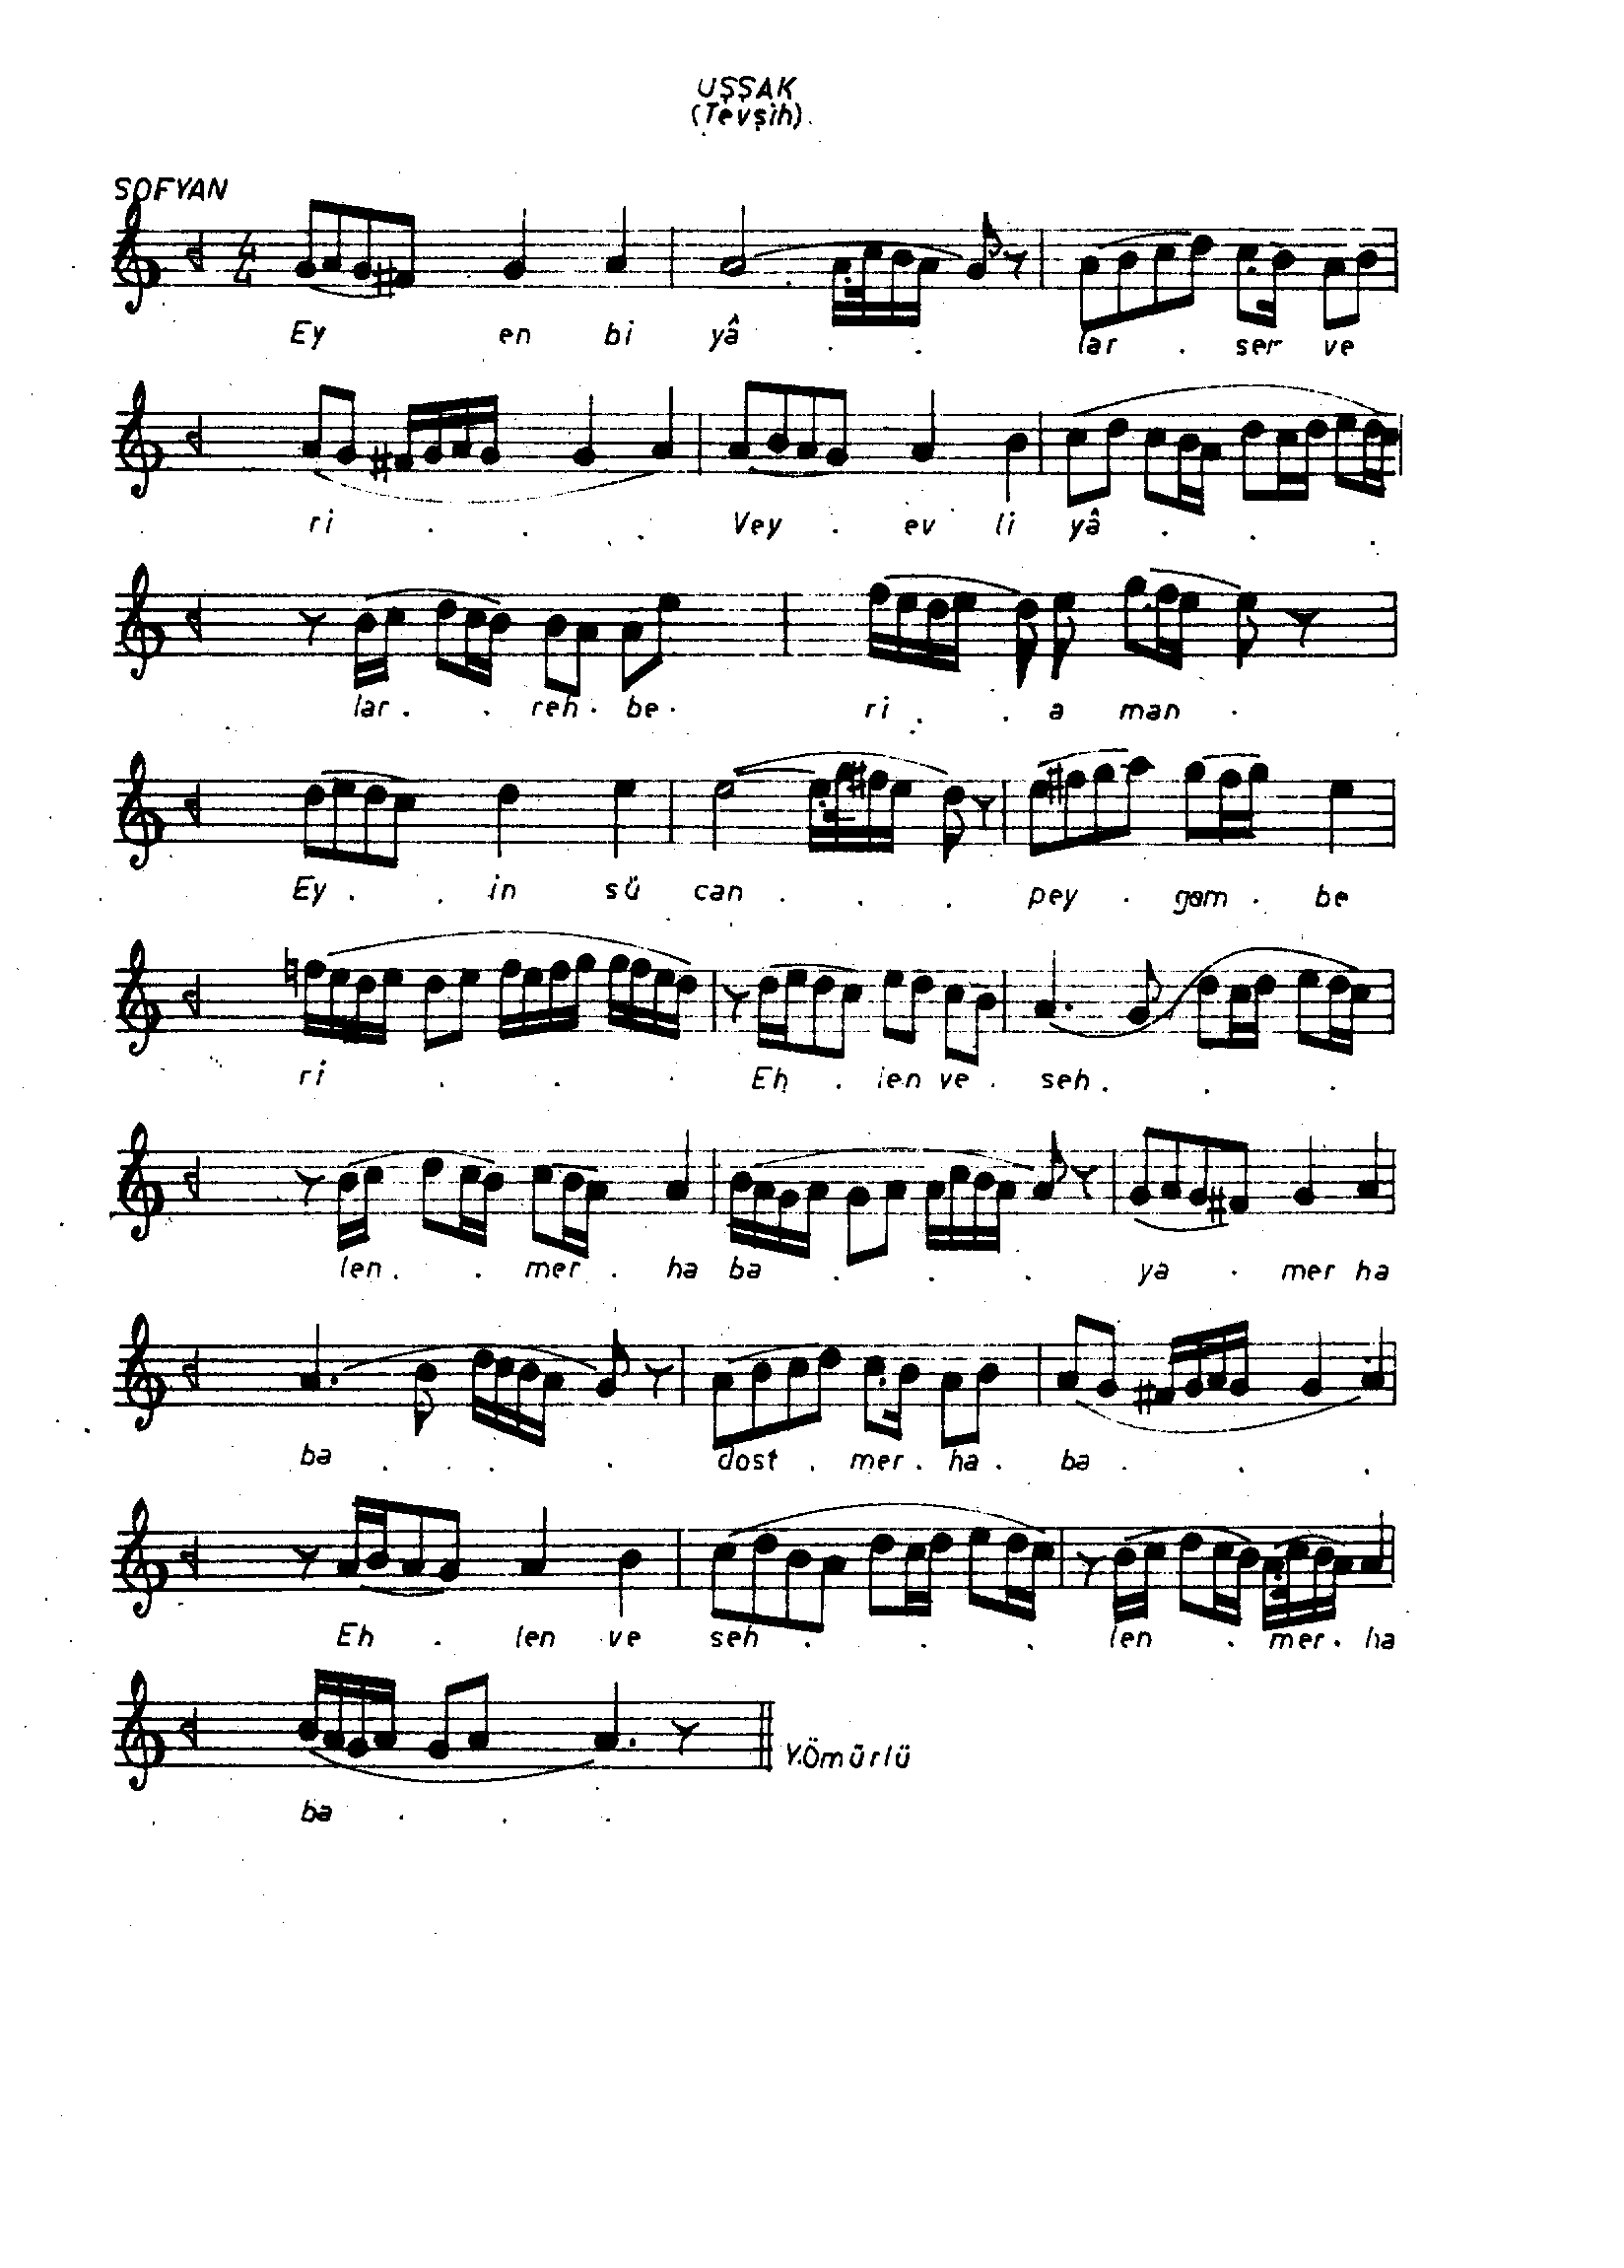 UŞŞAK
(Tevşih)
SOFYAN
4
4
Ey en bi yâ . . lar . ser ve
ri . . . Vey . ev li yâ . . .
lar . . reh . be . ri . . a man .
Ey . . in sü can . . . pey . gam . be
ri . . . Eh . len ve . seh . . .
len . . mer . ha ba . . . ya . mer ha
ba . . . . dost . mer . ha . ba . . .
Eh . len ve seh . . . len . mer . ha
Y.Ömürlü
ba . . .